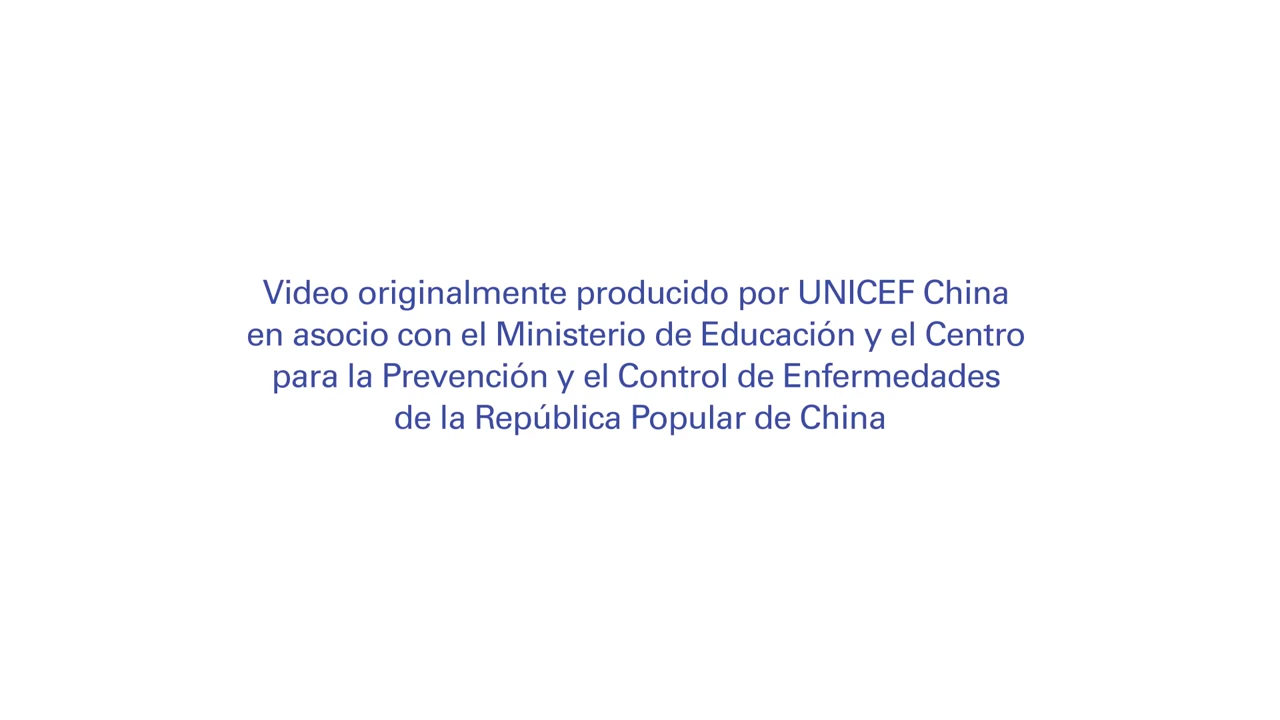 Video originalmente producido por UNICEF China
en asocio con el Ministerio de Educación y el Centro
para la Prevención y el Control de Enfermedades
de la República Popular de China